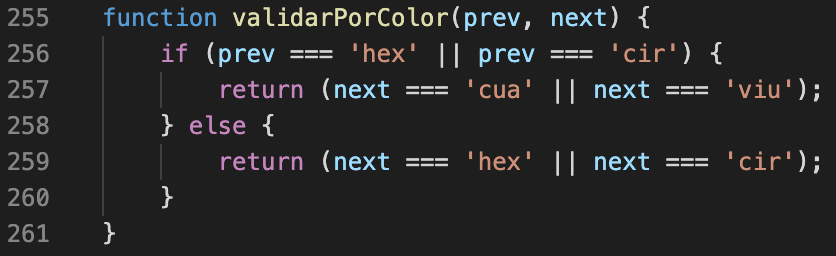 255 function validarPorColor(prev, next) {
256 if (prev === 'hex' || prev === 'cir') {
257 return (next === 'cua' || next === 'viu');
258 } else {
259 return (next === 'hex' || next === 'cir');
260 }
261 }